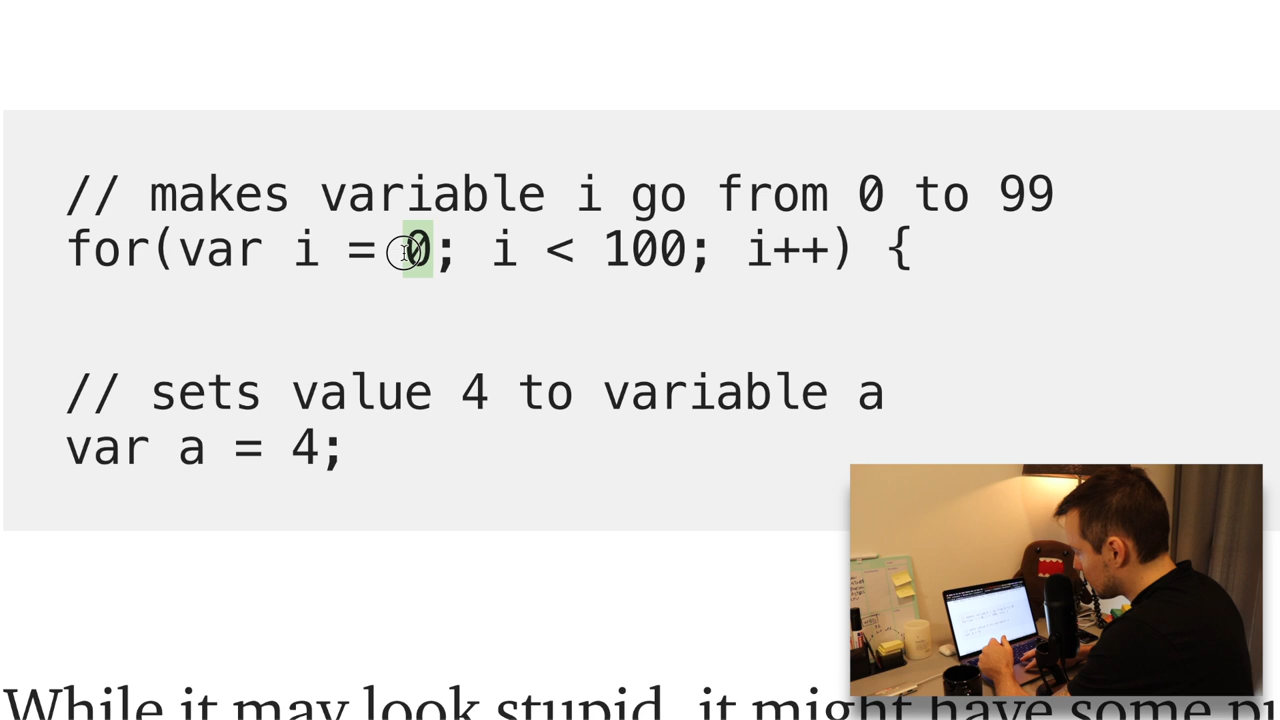 // makes variable i go from 0 to 99
for(var i = 0; i < 100; i++) {
// sets value 4 to variable a
var a = 4;
While it may look stupid, it might have some